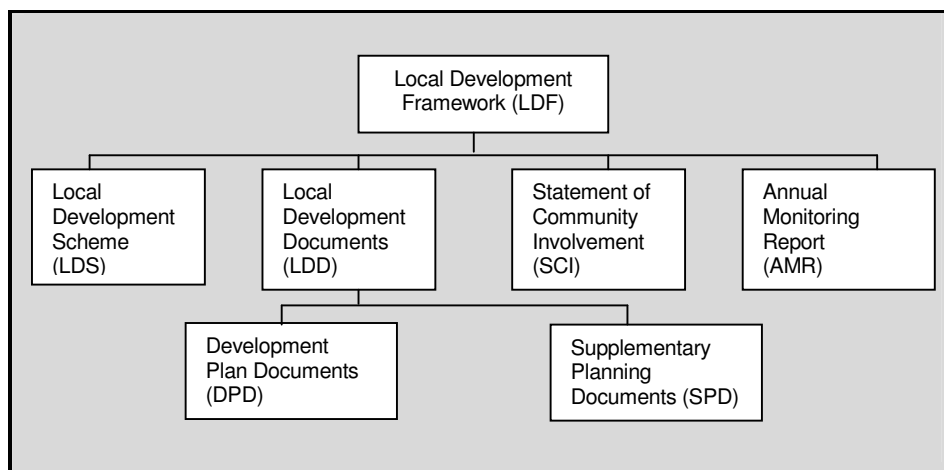 Local Development
Framework (LDF)
Local
Development
Scheme
(LDS)
Local
Development
Documents
(LDD)
Statement of
Community
Involvement
(SCI)
Annual
Monitoring
Report
(AMR)
Development
Plan Documents
(DPD)
Supplementary
Planning
Documents (SPD)